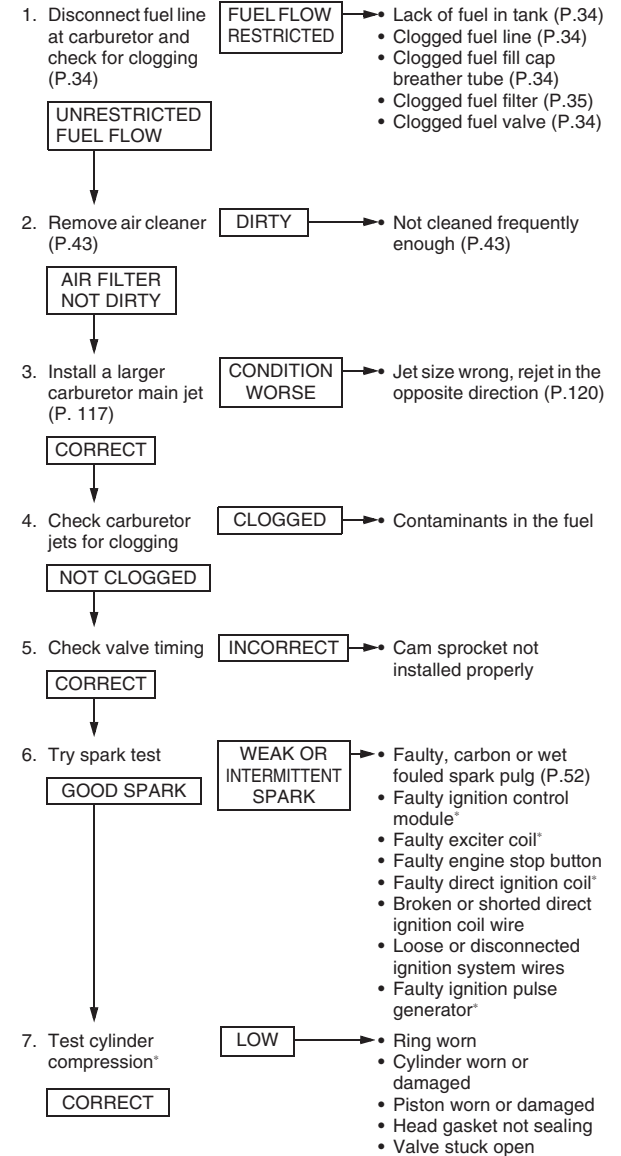 1. Disconnect fuel line
at carburetor and
check for clogging
(P.34)
FUEL FLOW
RESTRICTED
• Lack of fuel in tank (P.34)
• Clogged fuel line (P.34)
• Clogged fuel fill cap
breather tube (P.34)
• Clogged fuel filter (P.35)
• Clogged fuel valve (P.34)
UNRESTRICTED
FUEL FLOW
2. Remove air cleaner
(P.43)
DIRTY
• Not cleaned frequently
enough (P.43)
AIR FILTER
NOT DIRTY
3. Install a larger
carburetor main jet
(P. 117)
CONDITION
WORSE
• Jet size wrong, rejet in the
opposite direction (P.120)
CORRECT
4. Check carburetor
jets for clogging
CLOGGED
• Contaminants in the fuel
NOT CLOGGED
5. Check valve timing
INCORRECT
• Cam sprocket not
installed properly
CORRECT
6. Try spark test
WEAK OR
INTERMITTENT
SPARK
• Faulty, carbon or wet
fouled spark pulg (P.52)
• Faulty ignition control
module*
• Faulty exciter coil*
• Faulty engine stop button
• Faulty direct ignition coil*
• Broken or shorted direct
ignition coil wire
• Loose or disconnected
ignition system wires
• Faulty ignition pulse
generator*
GOOD SPARK
7. Test cylinder
compression*
LOW
• Ring worn
• Cylinder worn or
damaged
• Piston worn or damaged
• Head gasket not sealing
• Valve stuck open
CORRECT